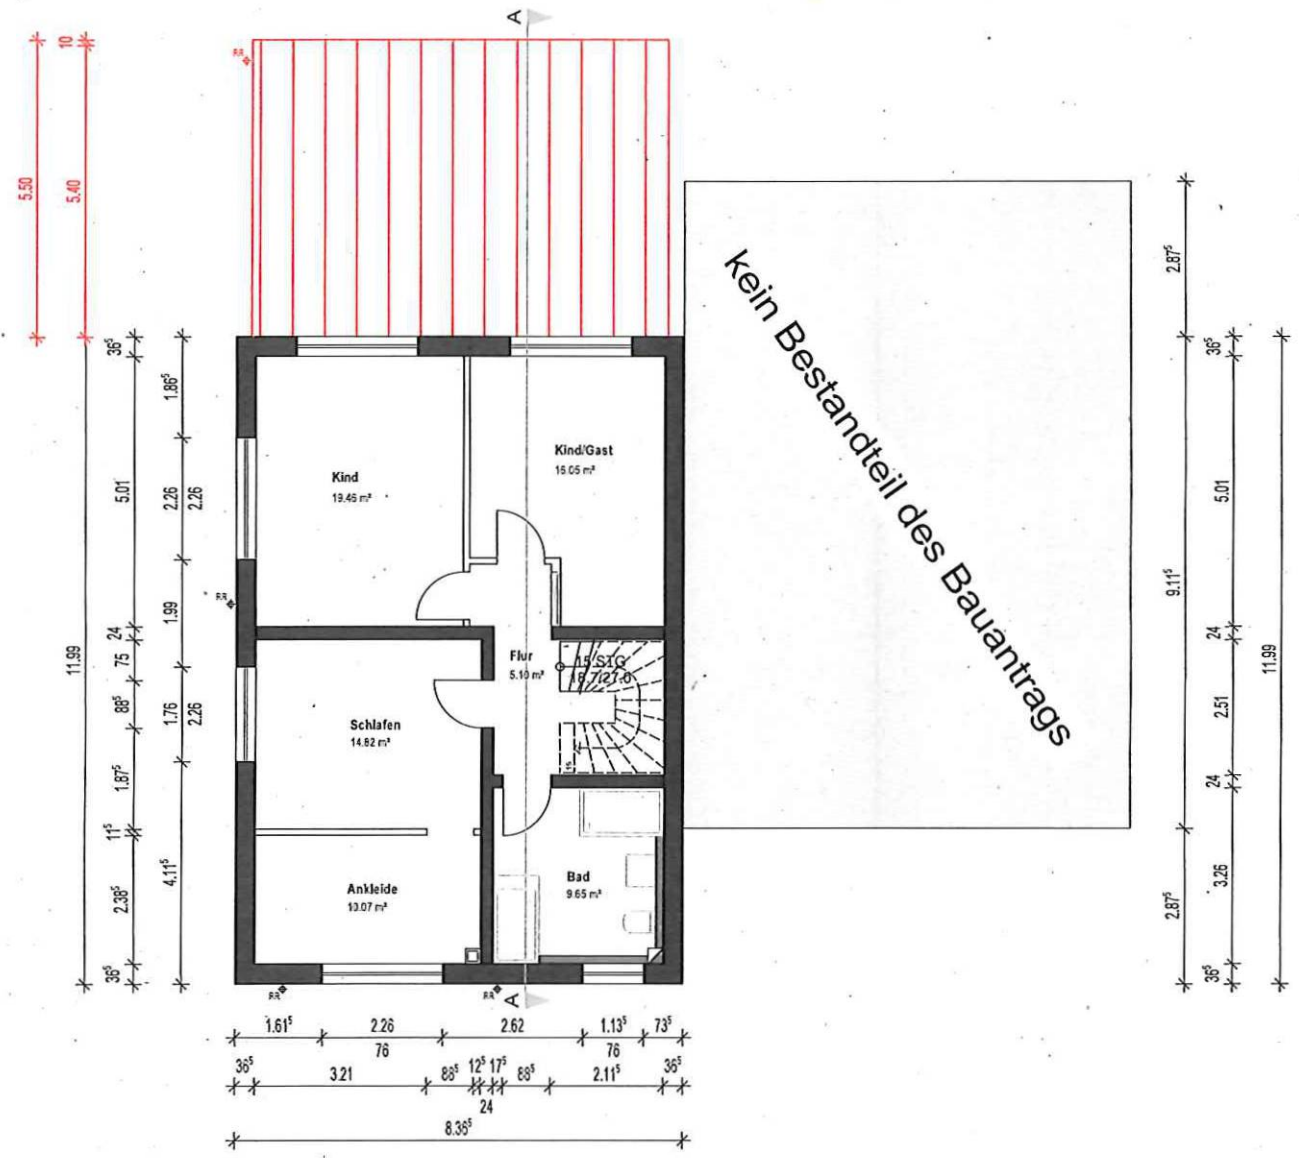 A
RR
10
5.50
5.40
kein Bestandteil des Bauantrags
2.87⁵
36⁵
36⁵
1.86⁵
Kind/Gast
16.05 m²
Kind
19.46 m²
5.01
2.26
2.26
5.01
9.11⁵
RR
1.99
24
24
11.99
75
Flur
5.10 m²
15 STG
18.7/27.0
11.99
88⁵
1.76
2.26
Schlafen
14.82 m²
2.51
1.87⁵
15
24
11⁵
4.11⁵
2.38⁵
Ankleide
10.07 m²
Bad
9.65 m²
3.26
2.87⁵
36⁵
36⁵
RR
RR
A
1.61⁵ 2.26 2.62 1.13⁵ 73⁵
76 76
36⁵ 3.21 88⁵ 12⁵ 17⁵ 88⁵ 2.11⁵ 36⁵
24
8.36⁵